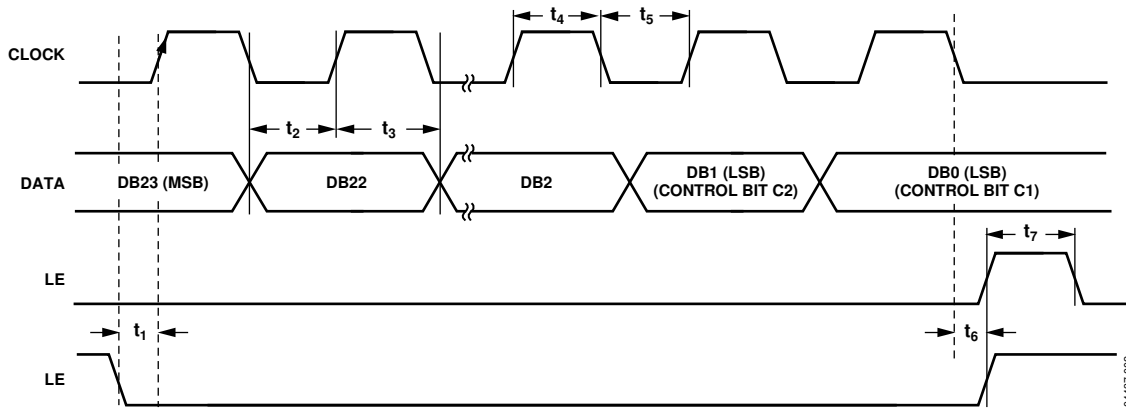 t4
t5
CLOCK
t2
t3
DATA
DB23 (MSB)
DB22
DB2
DB1 (LSB)
(CONTROL BIT C2)
DB0 (LSB)
(CONTROL BIT C1)
t7
LE
t1
t6
LE